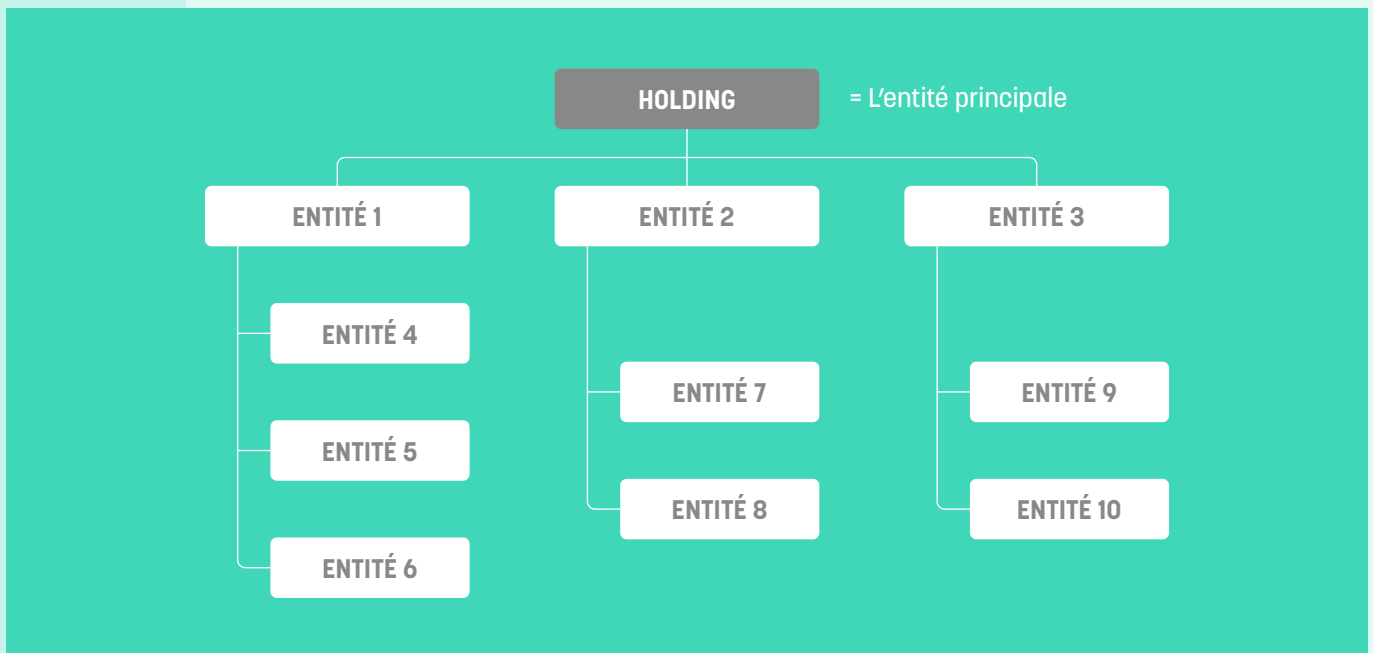 HOLDING
= L’entité principale
ENTITÉ 1
ENTITÉ 2
ENTITÉ 3
ENTITÉ 4
ENTITÉ 5
ENTITÉ 6
ENTITÉ 7
ENTITÉ 8
ENTITÉ 9
ENTITÉ 10